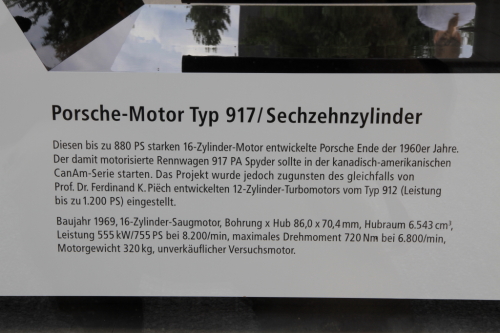 Porsche-Motor Typ 917/Sechzehnzylinder
Diesen bis zu 880 PS starken 16-Zylinder-Motor entwickelte Porsche Ende der 1960er Jahre.
Der damit motorisierte Rennwagen 917 PA Spyder sollte in der kanadisch-amerikanischen
CanAm-Serie starten. Das Projekt wurde jedoch zugunsten des gleichfalls von
Prof. Dr. Ferdinand K. Piëch entwickelten 12-Zylinder-Turbomotors vom Typ 912 (Leistung
bis zu 1.200 PS) eingestellt.
Baujahr 1969, 16-Zylinder-Saugmotor, Bohrung x Hub 86,0 x 70,4 mm, Hubraum 6.543 cm³,
Leistung 555 kW/755 PS bei 8.200/min, maximales Drehmoment 720 Nm bei 6.800/min,
Motorgewicht 320 kg, unverkäuflicher Versuchsmotor.